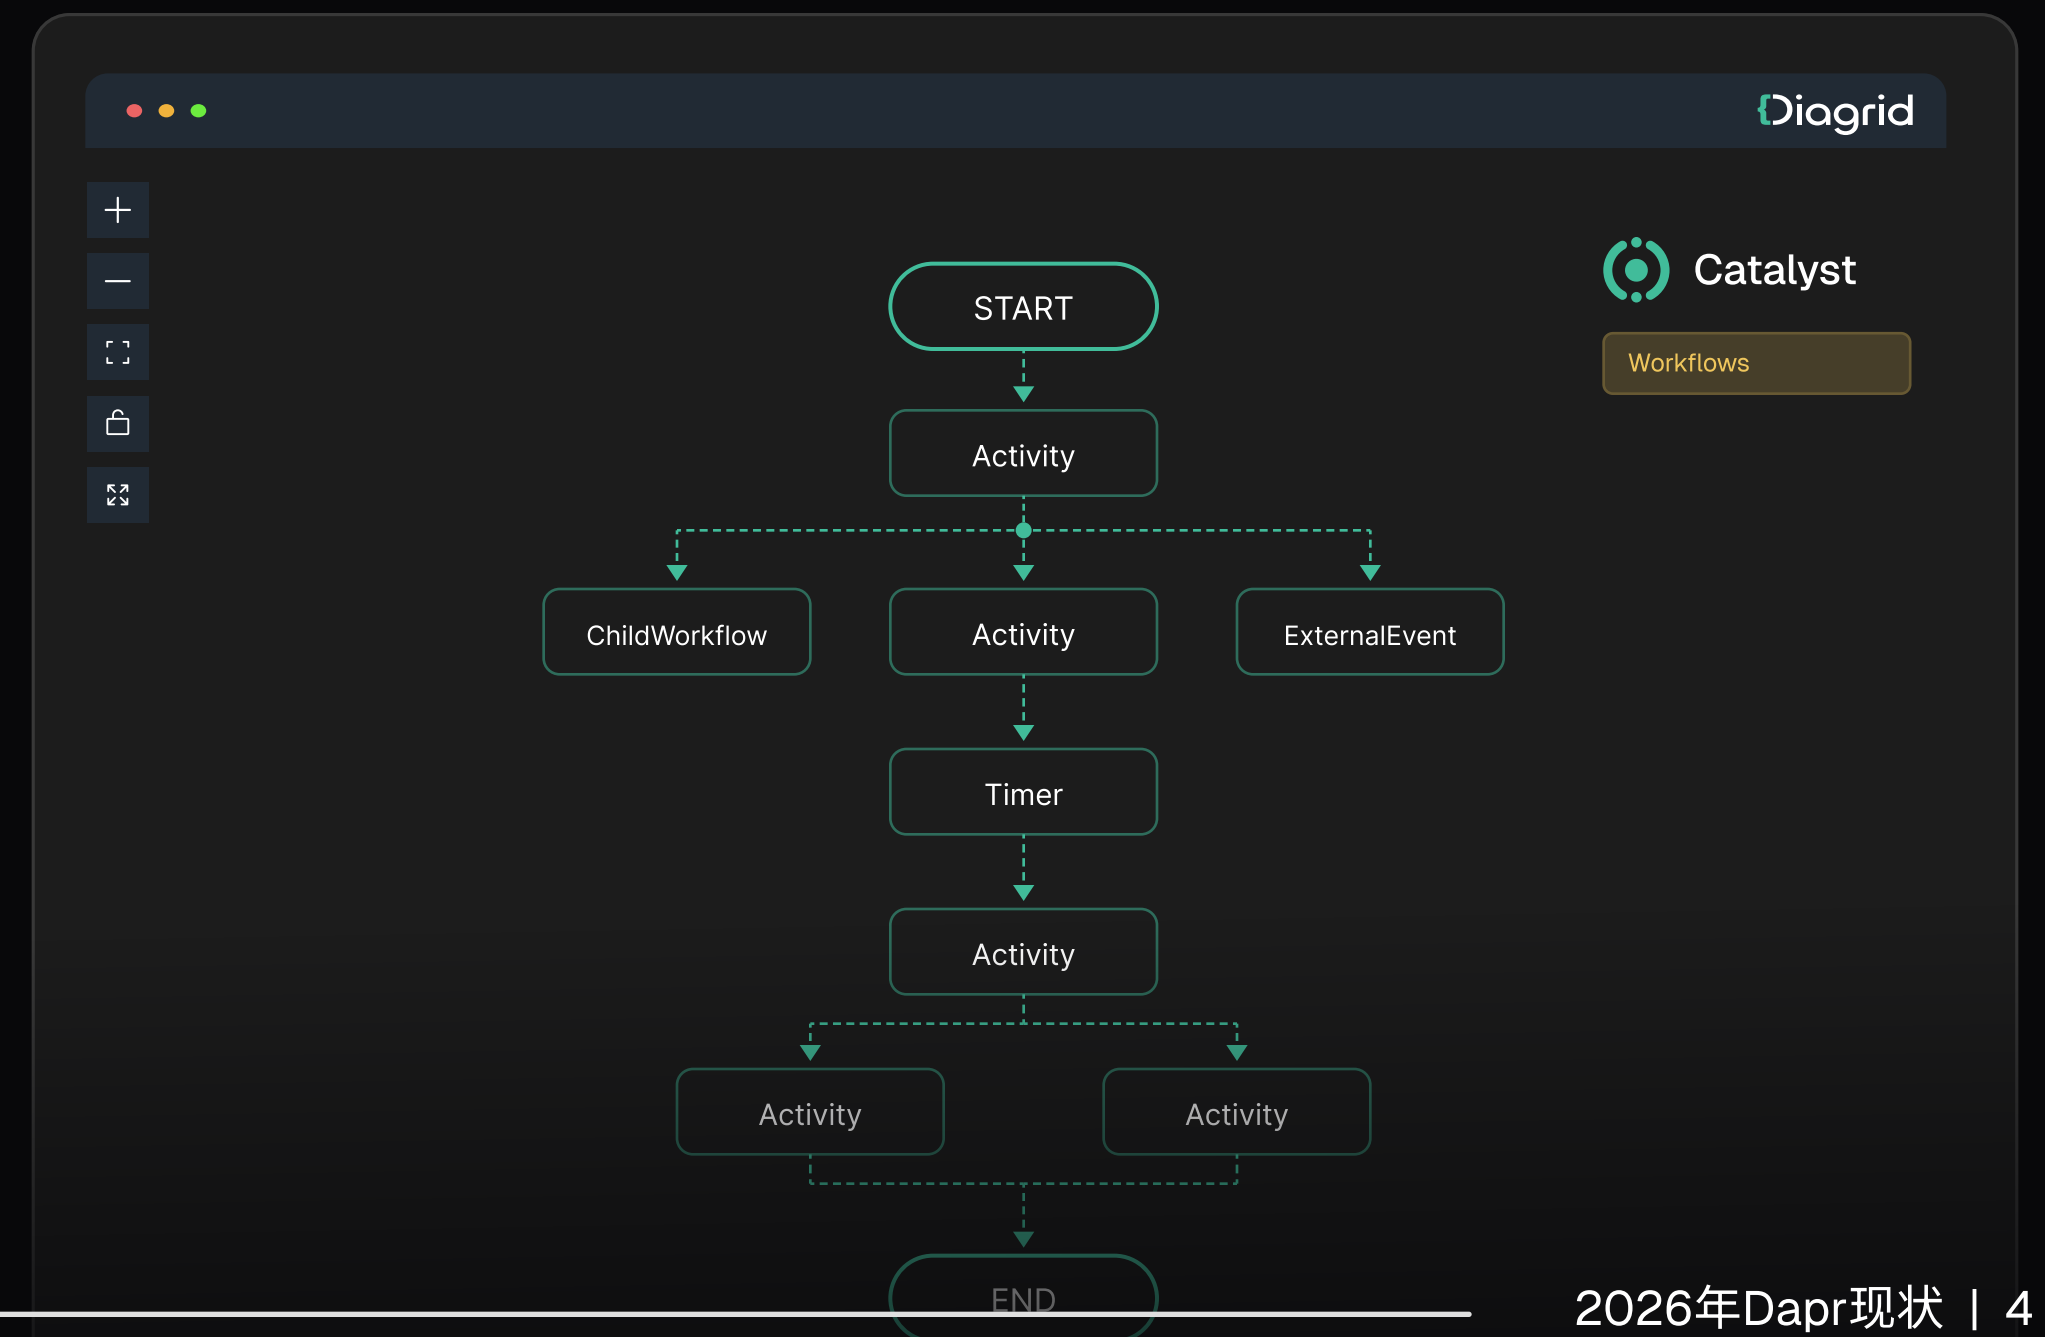 Diagrid
Catalyst
Workflows
START
Activity
ChildWorkflow
Activity
ExternalEvent
Timer
Activity
Activity
Activity
END
2026年Dapr现状 | 4